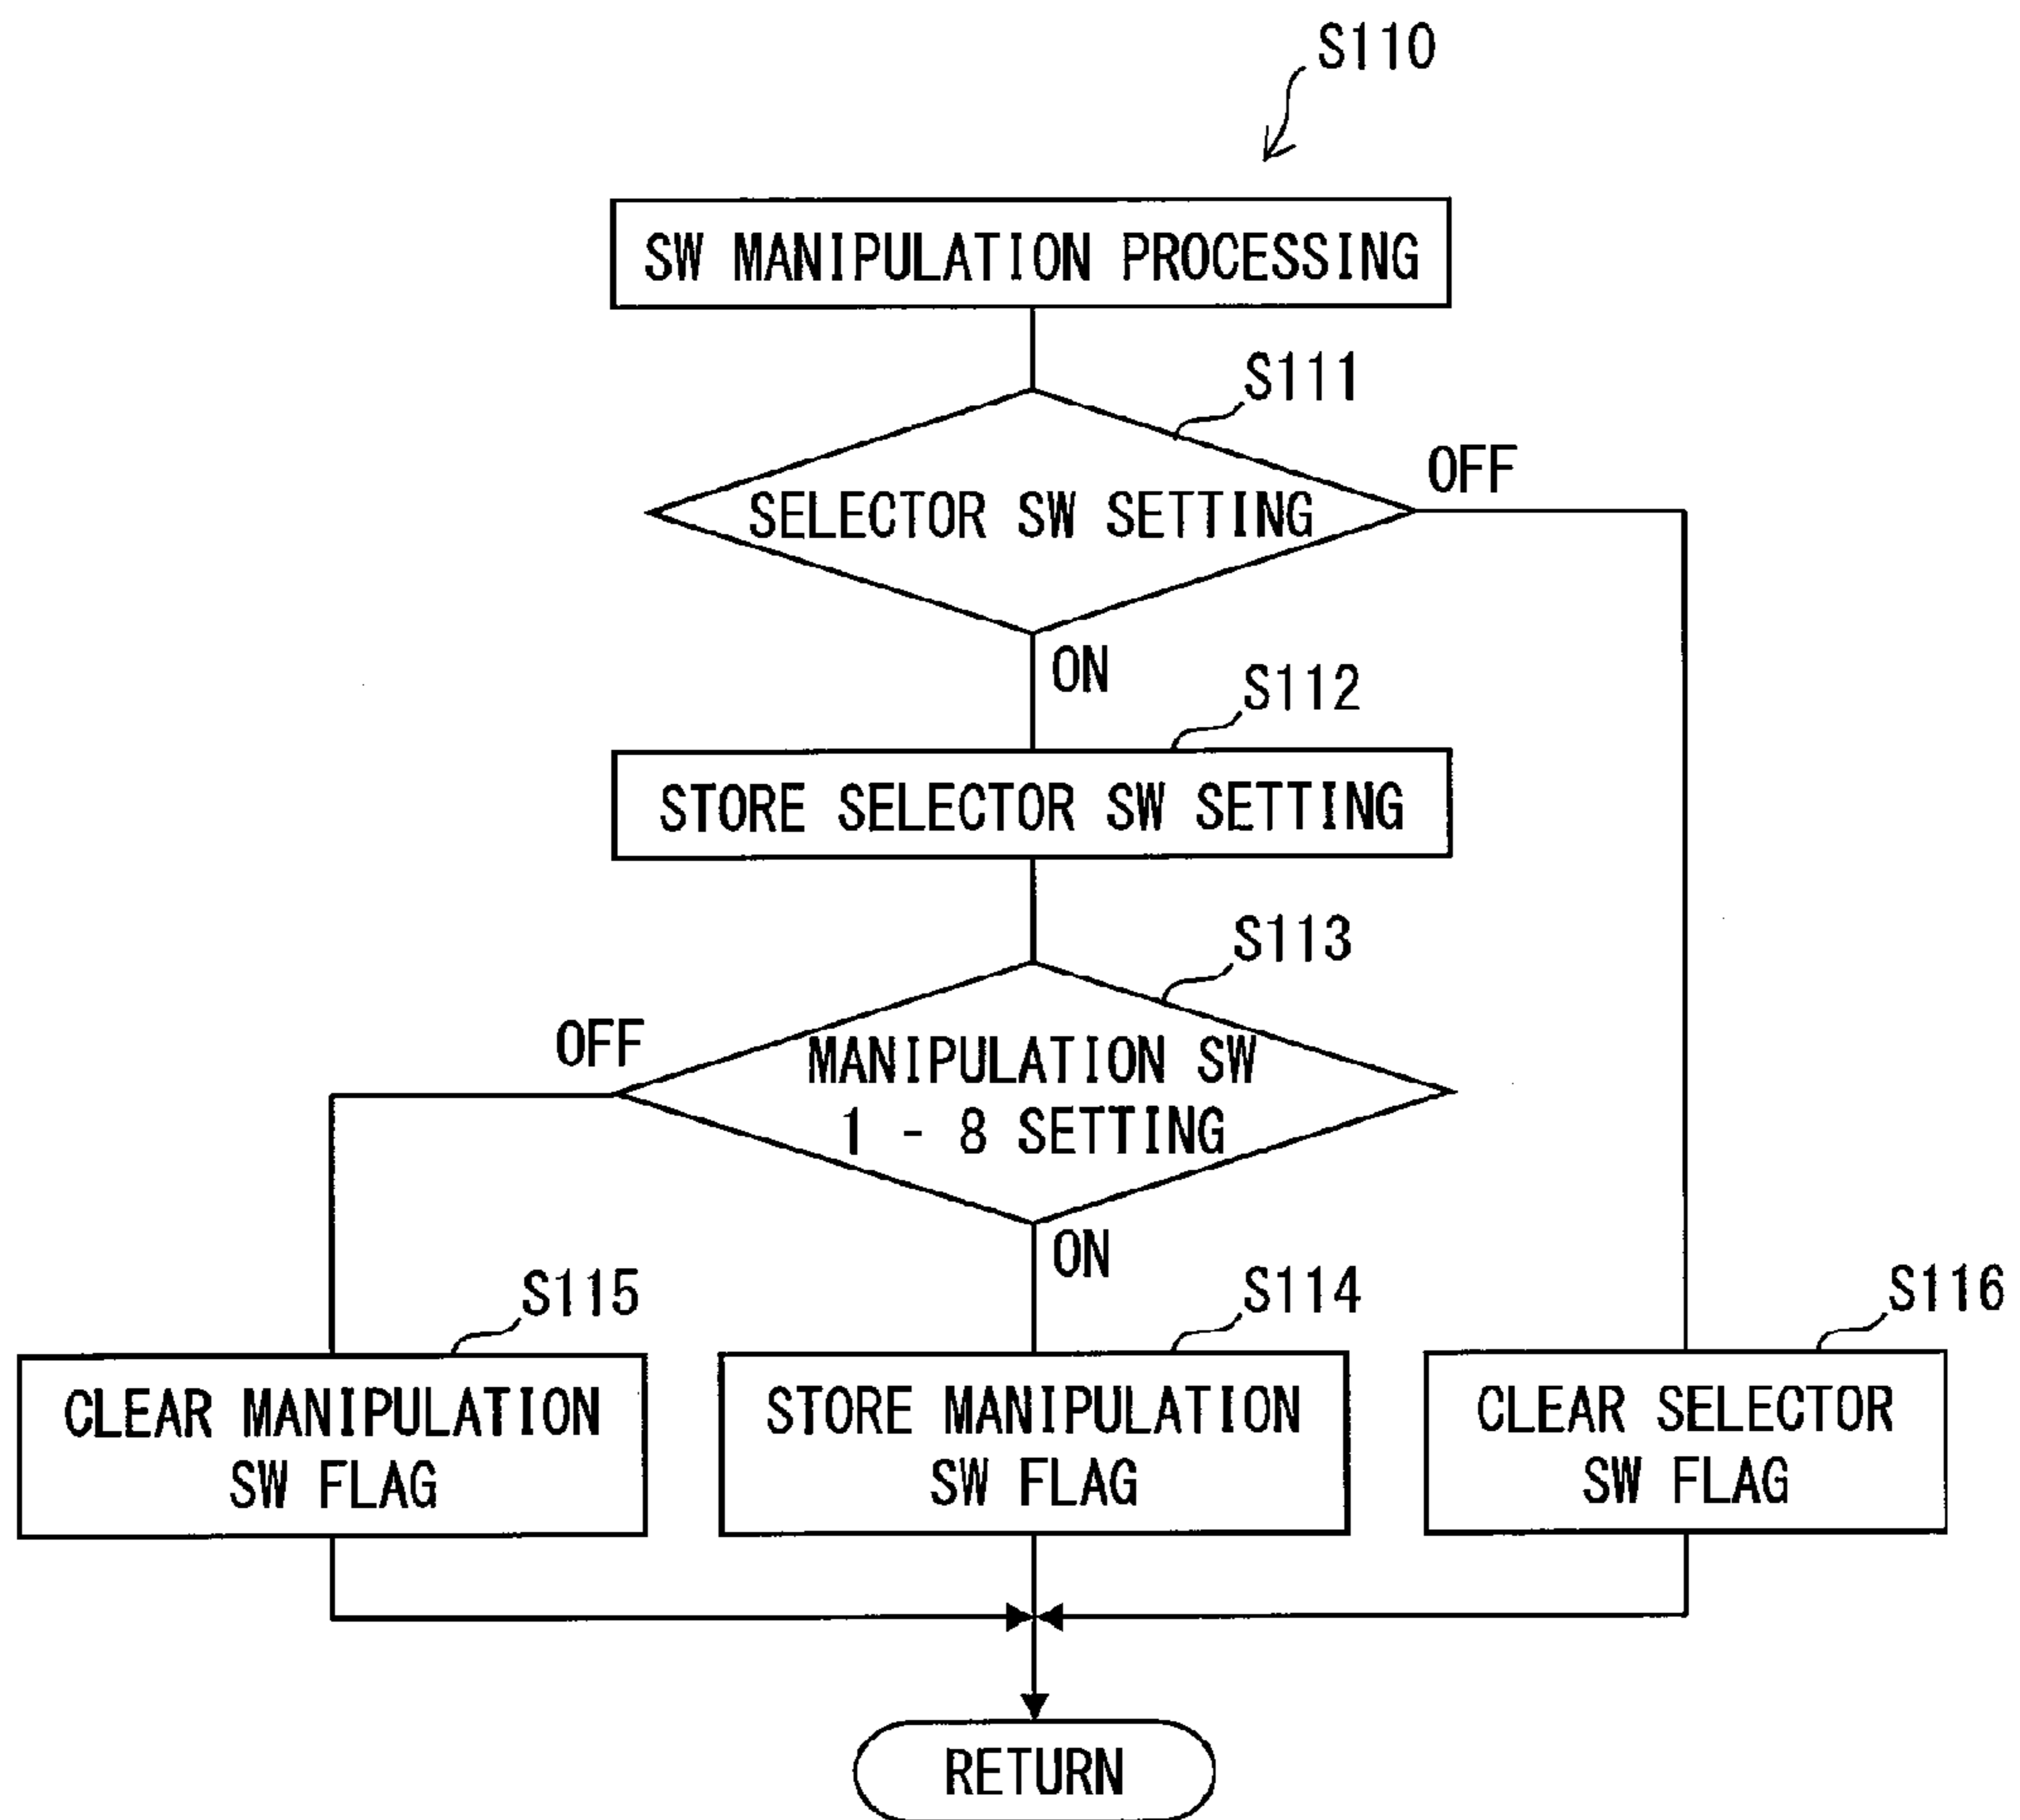 S110
SW MANIPULATION PROCESSING
S111
SELECTOR SW SETTING
OFF
ON
S112
STORE SELECTOR SW SETTING
S113
OFF
MANIPULATION SW
1 - 8 SETTING
ON
S115
CLEAR MANIPULATION
SW FLAG
S114
STORE MANIPULATION
SW FLAG
S116
CLEAR SELECTOR
SW FLAG
RETURN